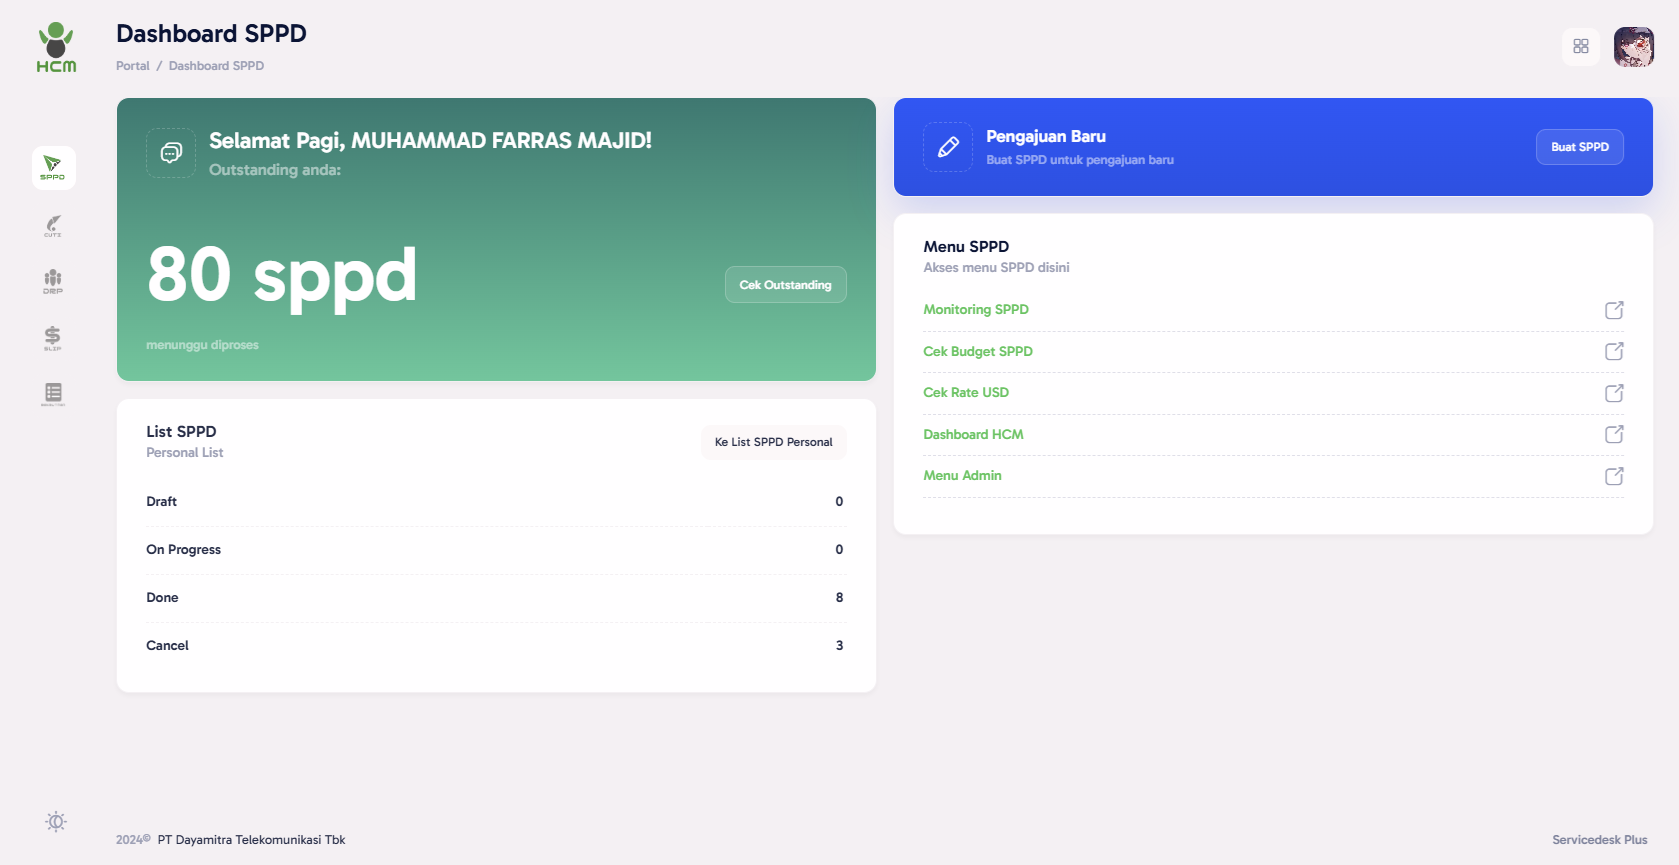 HCM
Dashboard SPPD
Portal / Dashboard SPPD
SPPD
CUTI
SLIP
Selamat Pagi, MUHAMMAD FARRAS MAJID!
Outstanding anda:
80 sppd
Cek Outstanding
menunggu diproses
Pengajuan Baru
Buat SPPD untuk pengajuan baru
Buat SPPD
Menu SPPD
Akses menu SPPD disini
Monitoring SPPD
Cek Budget SPPD
Cek Rate USD
Dashboard HCM
Menu Admin
List SPPD
Personal List
Ke List SPPD Personal
Draft 0
On Progress 0
Done 8
Cancel 3
2024© PT Dayamitra Telekomunikasi Tbk
Servicedesk Plus